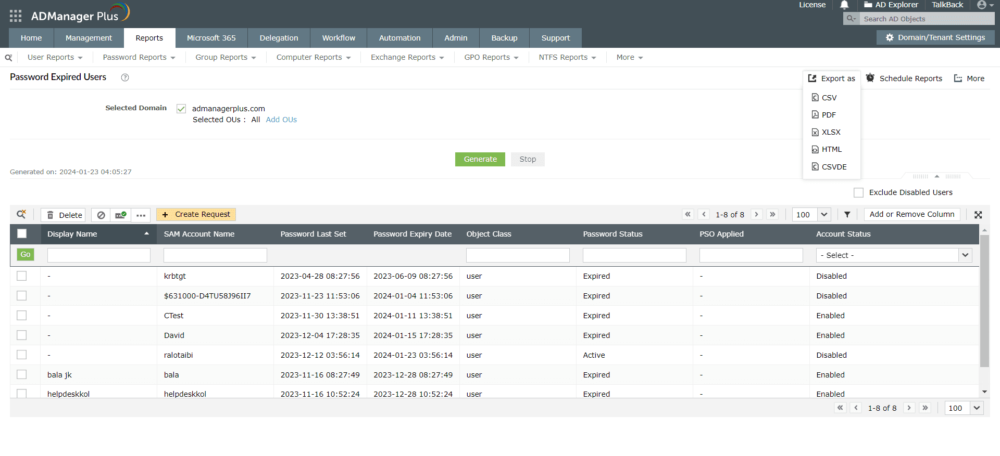 License AD Explorer TalkBack
ADManager Plus
Search AD Objects
Home Management Reports Microsoft 365 Delegation Workflow Automation Admin Backup Support Domain/Tenant Settings
User Reports Password Reports Group Reports Computer Reports Exchange Reports GPO Reports NTFS Reports More
Password Expired Users ? Export as Schedule Reports More
CSV
PDF
XLSX
HTML
CSVDE
Selected Domain admanagerplus.com
Selected OUs : All Add OUs
Generate Stop
Generated on: 2024-01-23 04:05:27
Exclude Disabled Users
Delete ... + Create Request « ‹ 1-8 of 8 › » 100 Add or Remove Column
Display Name SAM Account Name Password Last Set Password Expiry Date Object Class Password Status PSO Applied Account Status
Go - Select -
- krbtgt 2023-04-28 08:27:56 2023-06-09 08:27:56 user Expired - Disabled
- $631000-D4TU58J96II7 2023-11-23 11:53:06 2024-01-04 11:53:06 user Expired - Disabled
- CTest 2023-11-30 13:38:51 2024-01-11 13:38:51 user Expired - Enabled
- David 2023-12-04 17:28:35 2024-01-15 17:28:35 user Expired - Enabled
- ralotaibi 2023-12-12 03:56:14 2024-01-23 03:56:14 user Active - Disabled
bala jk bala 2023-11-16 08:27:49 2023-12-28 08:27:49 user Expired - Enabled
helpdeskkol helpdeskkol 2023-11-16 10:52:24 2023-12-28 10:52:24 user Expired - Enabled
« ‹ 1-8 of 8 › » 100